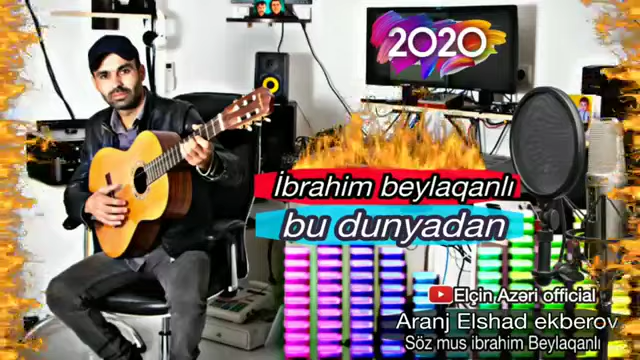 2020
İbrahim beylaqanlı
bu dunyadan
Elçin Azeri official
Aranj Elshad ekberov
Söz mus ibrahim Beylaqanlı